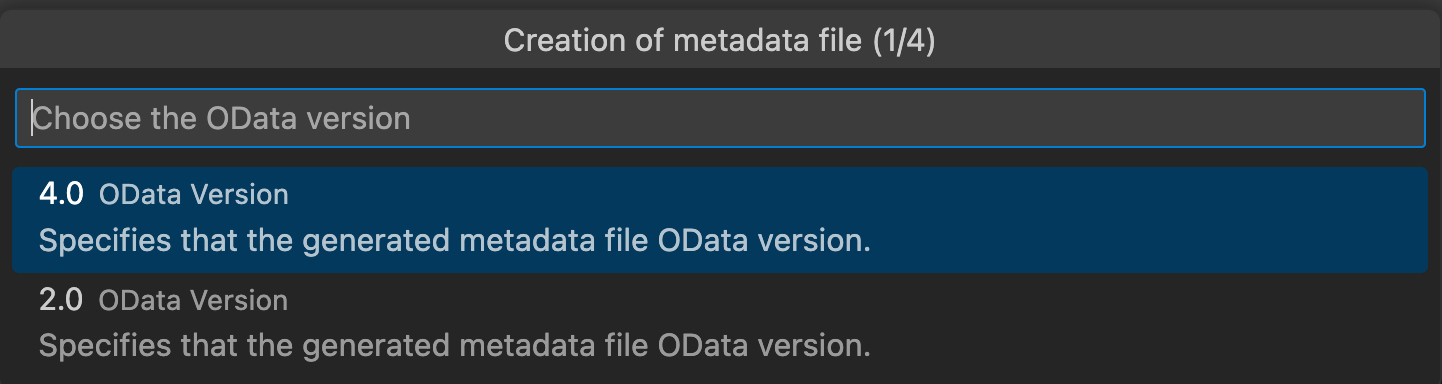 Creation of metadata file (1/4)
Choose the OData version
4.0 OData Version
Specifies that the generated metadata file OData version.
2.0 OData Version
Specifies that the generated metadata file OData version.